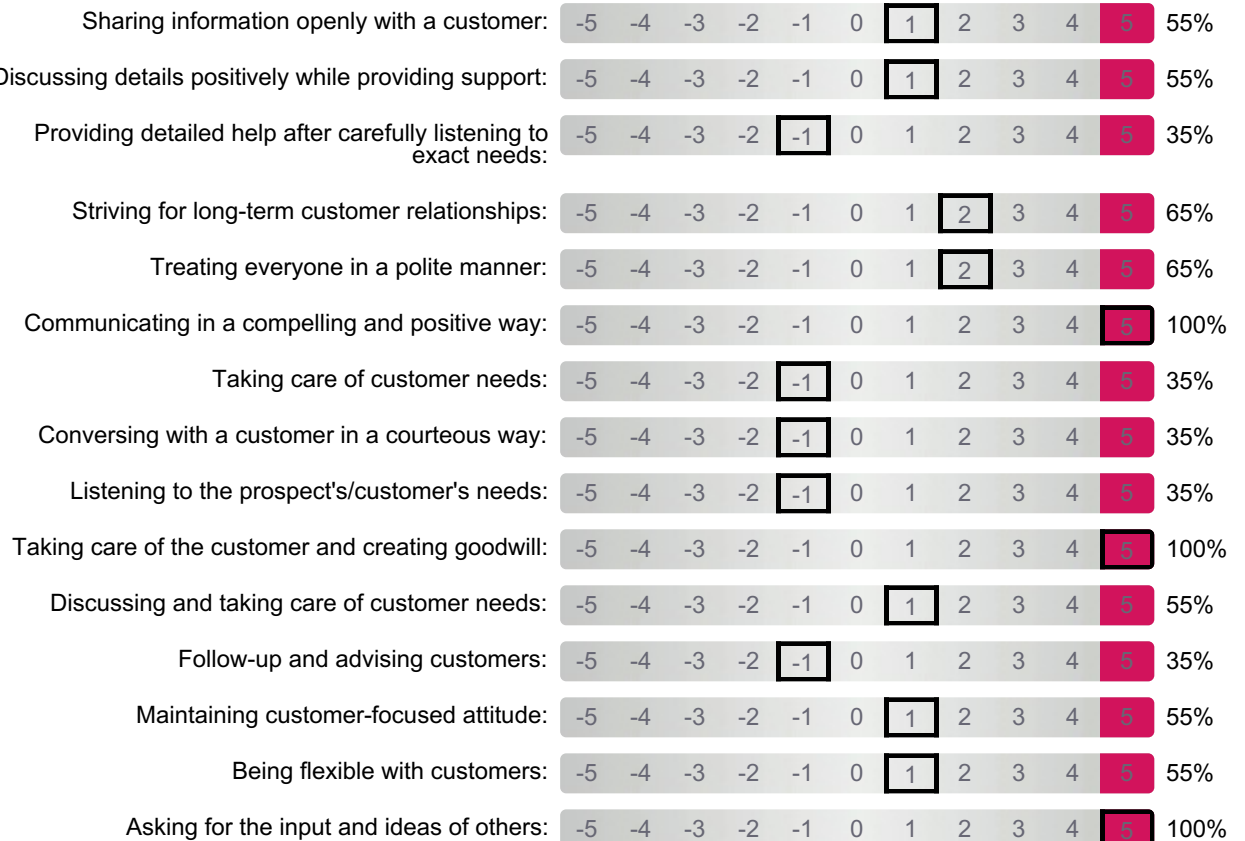 Sharing information openly with a customer: -5 -4 -3 -2 -1 0 1 2 3 4 5 55%
Discussing details positively while providing support: -5 -4 -3 -2 -1 0 1 2 3 4 5 55%
Providing detailed help after carefully listening to -5 -4 -3 -2 -1 0 1 2 3 4 5 35%
exact needs:
Striving for long-term customer relationships: -5 -4 -3 -2 -1 0 1 2 3 4 5 65%
Treating everyone in a polite manner: -5 -4 -3 -2 -1 0 1 2 3 4 5 65%
Communicating in a compelling and positive way: -5 -4 -3 -2 -1 0 1 2 3 4 5 100%
Taking care of customer needs: -5 -4 -3 -2 -1 0 1 2 3 4 5 35%
Conversing with a customer in a courteous way: -5 -4 -3 -2 -1 0 1 2 3 4 5 35%
Listening to the prospect's/customer's needs: -5 -4 -3 -2 -1 0 1 2 3 4 5 35%
Taking care of the customer and creating goodwill: -5 -4 -3 -2 -1 0 1 2 3 4 5 100%
Discussing and taking care of customer needs: -5 -4 -3 -2 -1 0 1 2 3 4 5 55%
Follow-up and advising customers: -5 -4 -3 -2 -1 0 1 2 3 4 5 35%
Maintaining customer-focused attitude: -5 -4 -3 -2 -1 0 1 2 3 4 5 55%
Being flexible with customers: -5 -4 -3 -2 -1 0 1 2 3 4 5 55%
Asking for the input and ideas of others: -5 -4 -3 -2 -1 0 1 2 3 4 5 100%